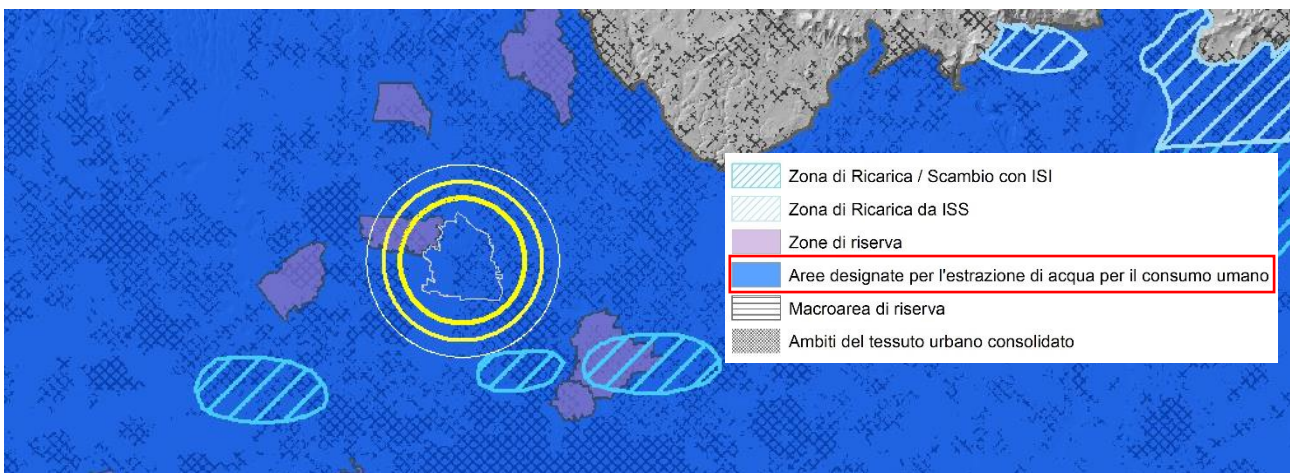 Zona di Ricarica / Scambio con ISI
Zona di Ricarica da ISS
Zone di riserva
Aree designate per l'estrazione di acqua per il consumo umano
Macroarea di riserva
Ambiti del tessuto urbano consolidato